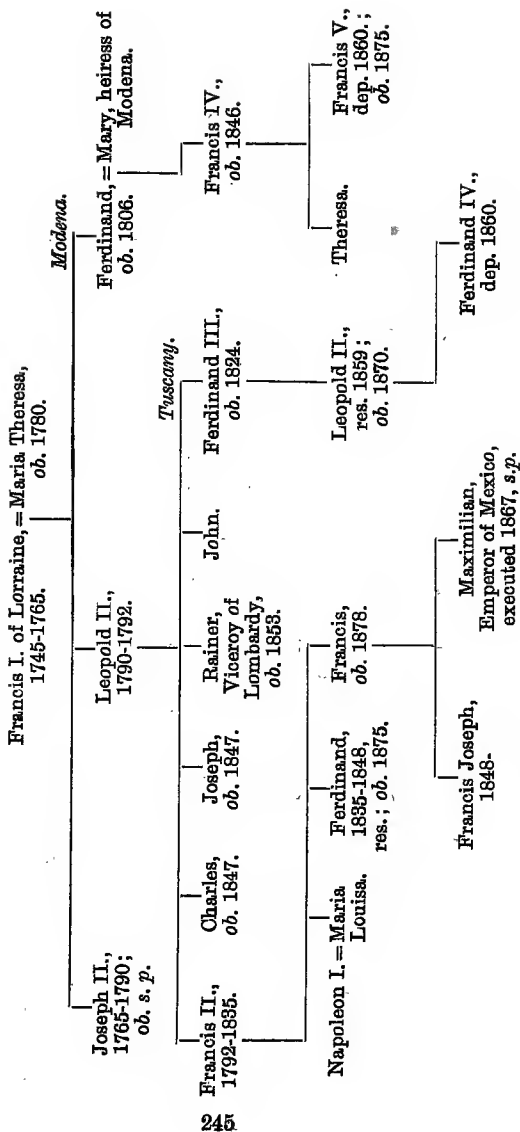 Francis I. of Lorraine, = Maria Theresa,
1745-1765.
ob. 1780.
Modena.
Joseph II.,
1765-1790;
ob. s. p.
Leopold II.,
1790-1792.
Ferdinand, = Mary, heiress of
ob. 1806.
Modena.
Tuscany.
Francis II.,
1792-1835.
Charles,
ob. 1847.
Joseph,
ob. 1847.
Rainer,
Viceroy of
Lombardy,
ob. 1853.
John.
Ferdinand III.,
ob. 1824.
Francis IV.,
ob. 1846.
Napoleon I. = Maria
Louisa.
Ferdinand,
1835-1848,
res.; ob. 1875.
Francis,
ob. 1878.
Leopold II.,
res. 1859;
ob. 1870.
Theresa.
Francis V.,
dep. 1860.;
ob. 1875.
Francis Joseph,
1848-
Maximilian,
Emperor of Mexico,
executed 1867, s.p.
Ferdinand IV.,
dep. 1860.
245